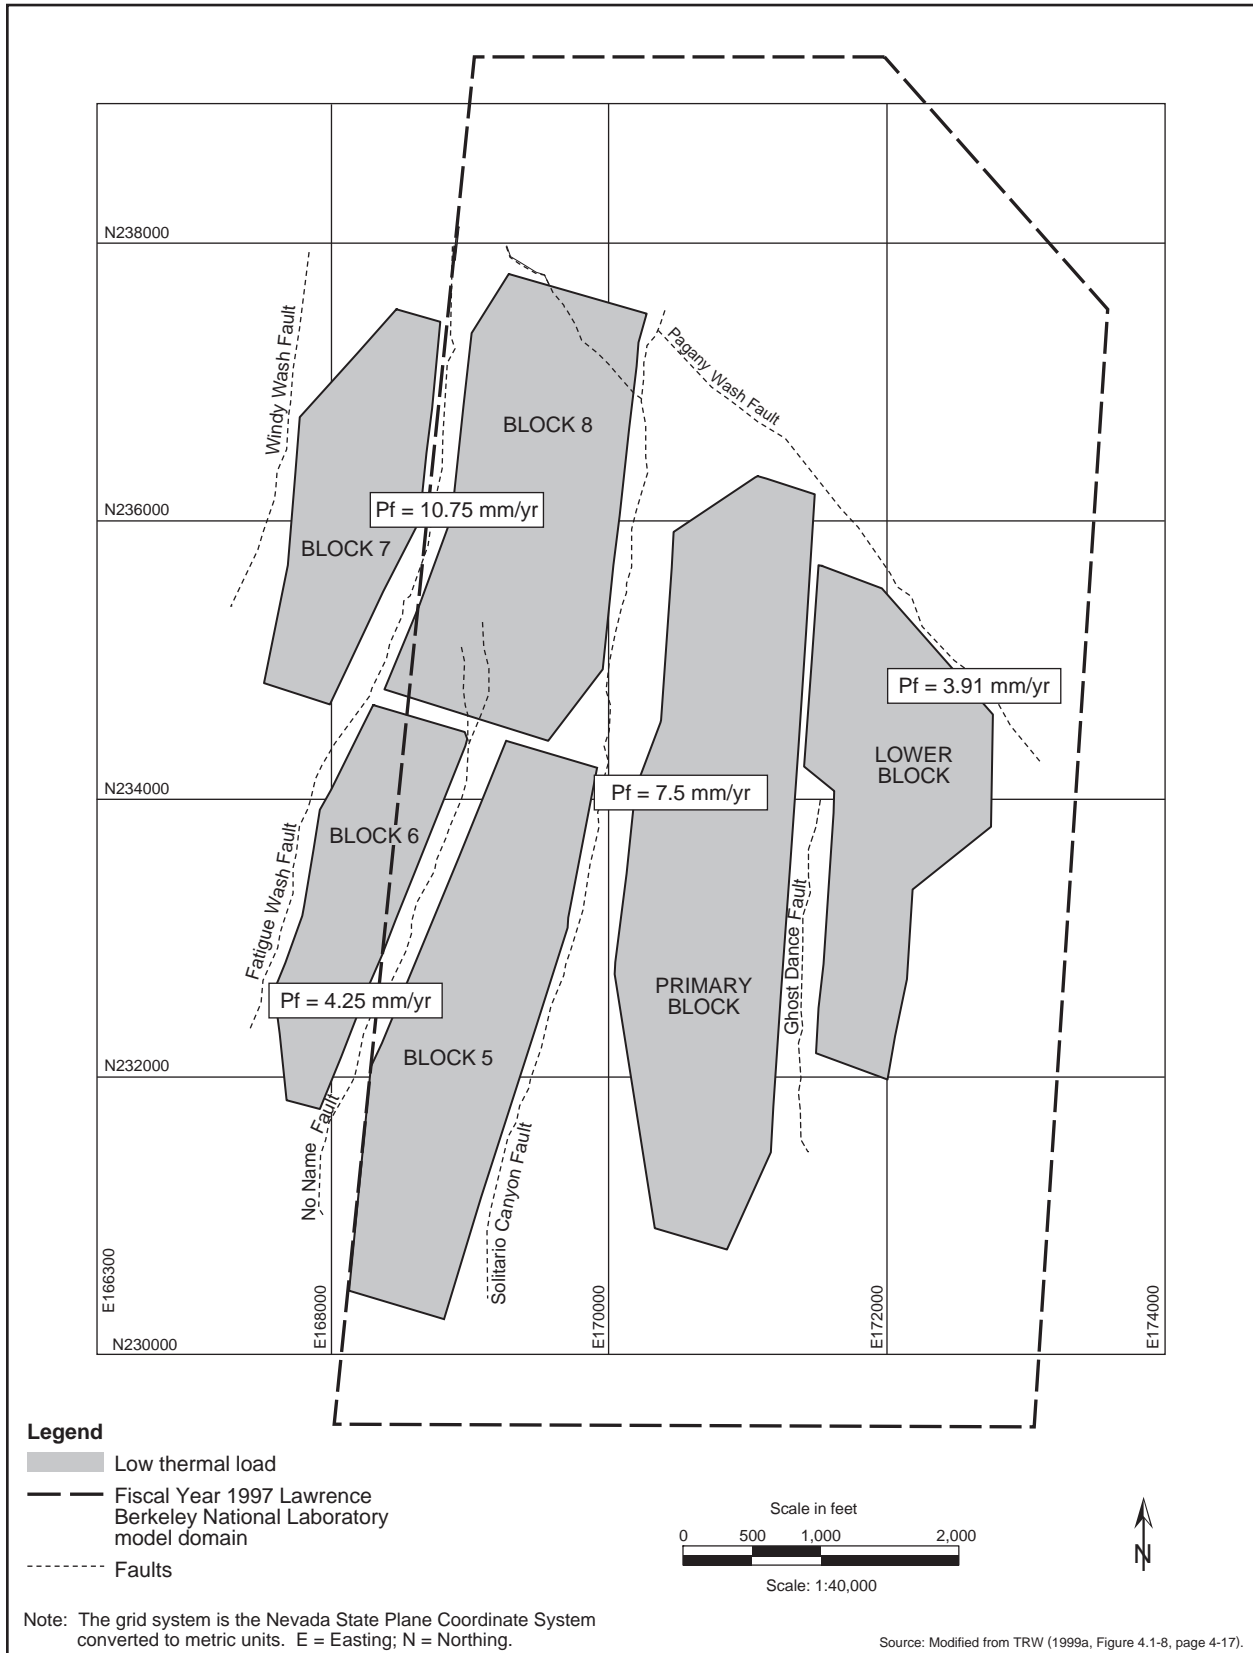 N238000
Windy Wash Fault
Pagany Wash Fault
BLOCK 8
Pf = 10.75 mm/yr
BLOCK 7
Pf = 3.91 mm/yr
LOWER
BLOCK
Pf = 7.5 mm/yr
N234000
N236000
BLOCK 6
Fatigue Wash Fault
Ghost Dance Fault
PRIMARY
BLOCK
Pf = 4.25 mm/yr
BLOCK 5
N232000
No Name Fault
Solitario Canyon Fault
E166300
E168000
E170000
E172000
E174000
N230000
Legend
Low thermal load
Fiscal Year 1997 Lawrence
Berkeley National Laboratory
model domain
Faults
Scale in feet
0 500 1,000 2,000
Scale: 1:40,000
N
Note: The grid system is the Nevada State Plane Coordinate System
converted to metric units. E = Easting; N = Northing.
Source: Modified from TRW (1999a, Figure 4.1-8, page 4-17).